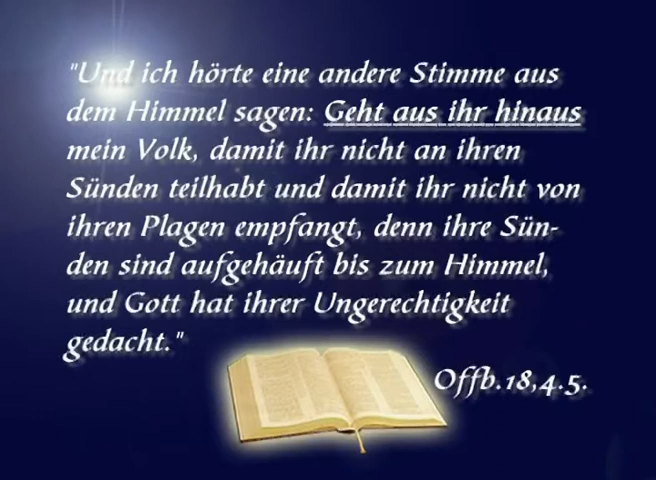 "Und ich hörte eine andere Stimme aus
dem Himmel sagen: Geht aus ihr hinaus
mein Volk, damit ihr nicht an ihren
Sünden teilhabt und damit ihr nicht von
ihren Plagen empfangt, denn ihre Sün-
den sind aufgehäuft bis zum Himmel,
und Gott hat ihrer Ungerechtigkeit
gedacht."
Offb.18,4.5.